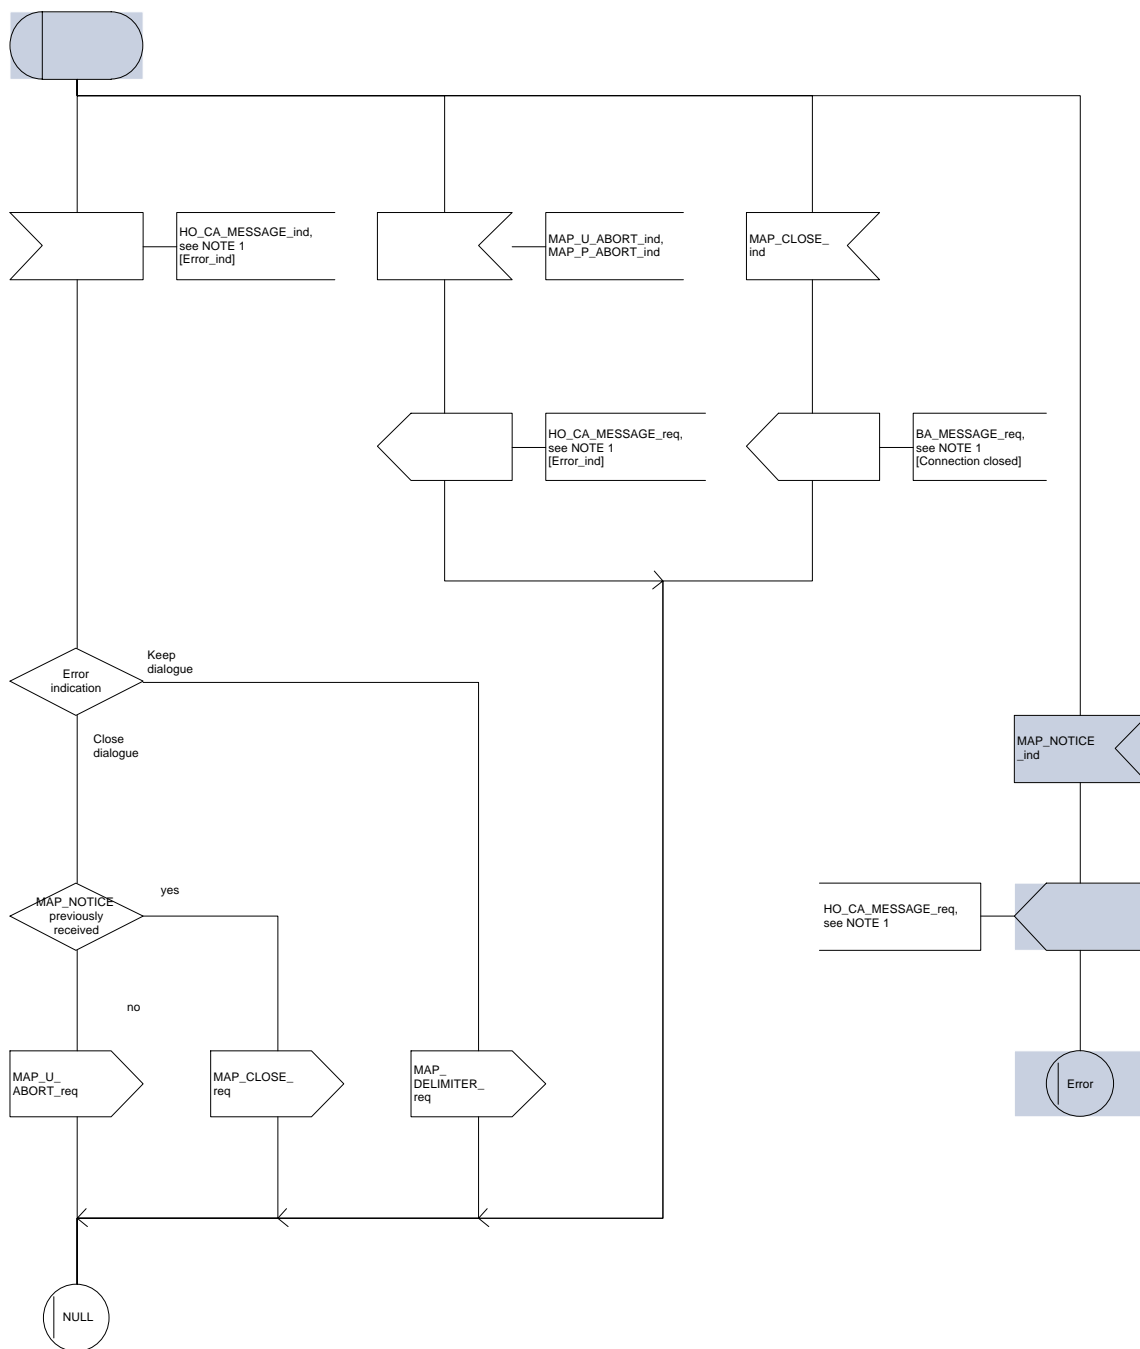 HO_CA_MESSAGE_ind,
see NOTE 1
[Error_ind]
MAP_U_ABORT_ind,
MAP_P_ABORT_ind
MAP_CLOSE_
ind
HO_CA_MESSAGE_req,
see NOTE 1
[Error_ind]
BA_MESSAGE_req,
see NOTE 1
[Connection closed]
Error
indication
Keep
dialogue
Close
dialogue
MAP_NOTICE
_ind
MAP_NOTICE
previously
received
yes
HO_CA_MESSAGE_req,
see NOTE 1
no
MAP_U_
ABORT_req
MAP_CLOSE_
req
MAP_
DELIMITER_
req
Error
NULL